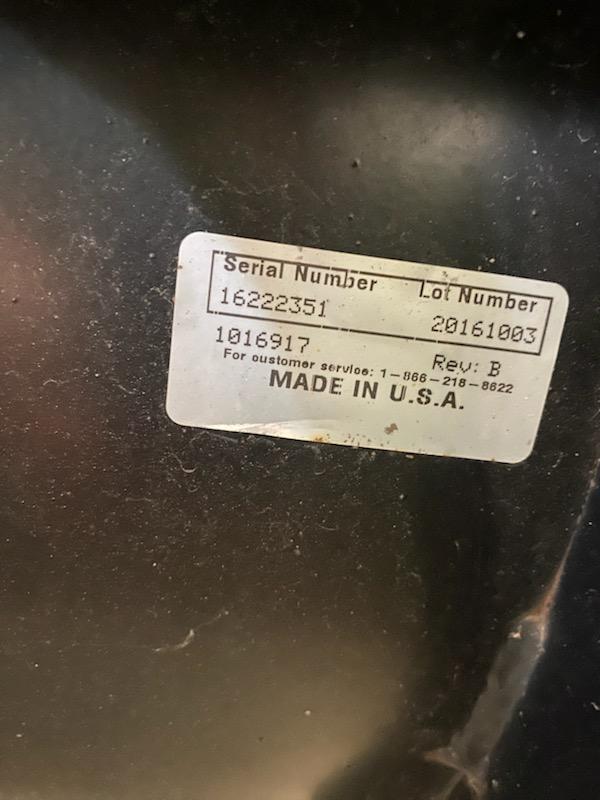 Serial Number Lot Number
16222351 20161003
1016917 Rev: B
For customer service: 1-866-218-8622
MADE IN U.S.A.